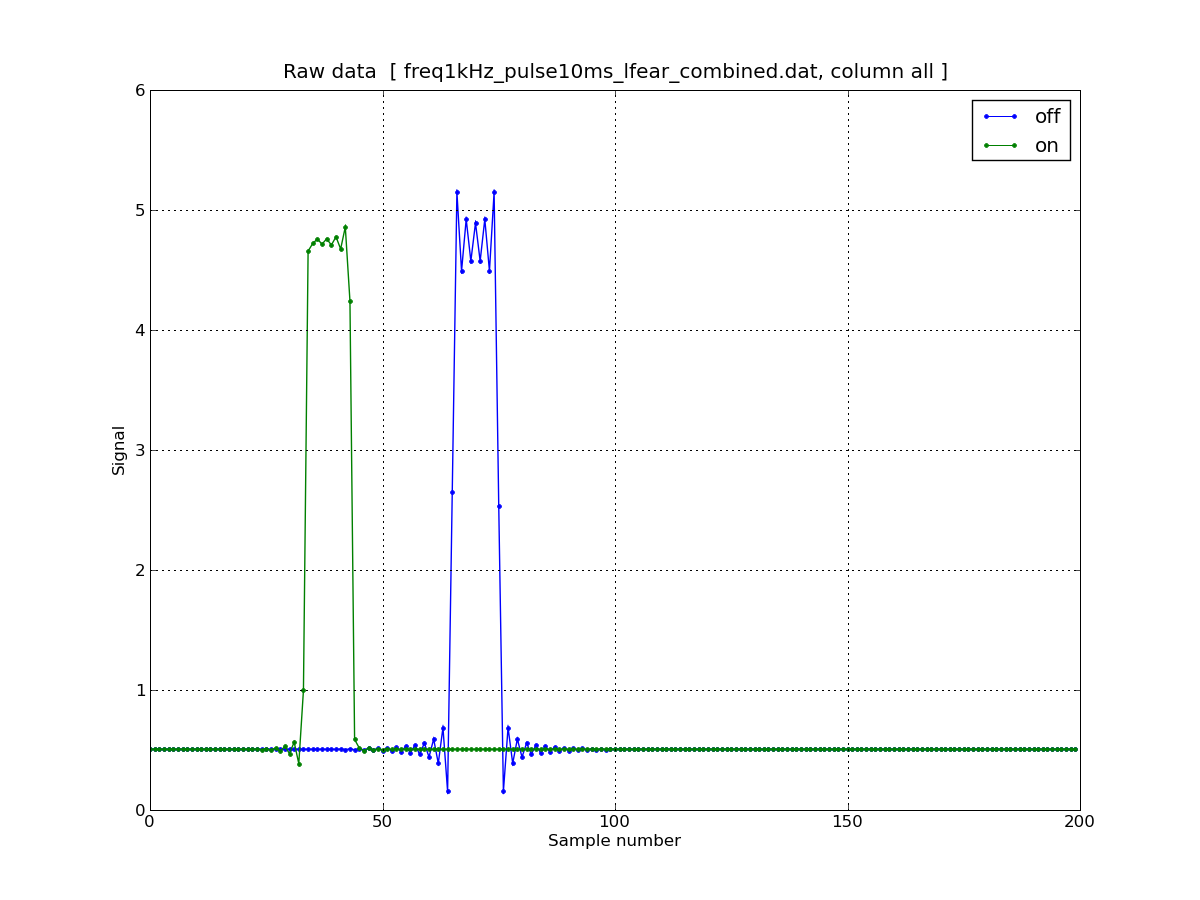 Raw data  [ freq1kHz_pulse10ms_lfear_combined.dat, column all ]
6
off
on
5
4
3
Signal
2
1
0
0 50 100 150 200
Sample number